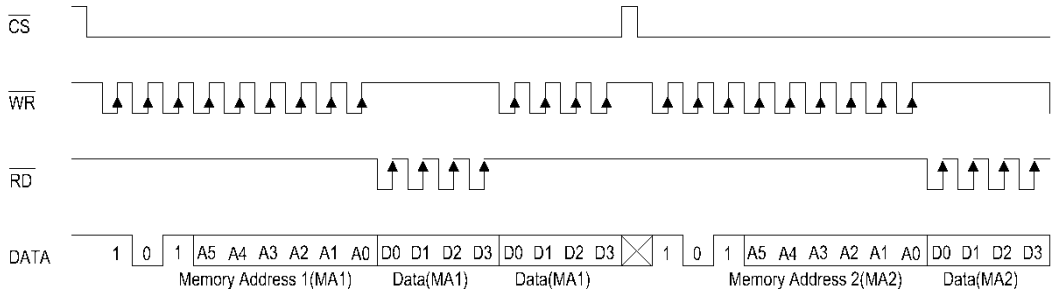 CS
WR
RD
DATA 1 0 1 A5 A4 A3 A2 A1 A0 D0 D1 D2 D3 D0 D1 D2 D3 1 0 1 A5 A4 A3 A2 A1 A0 D0 D1 D2 D3
Memory Address 1(MA1) Data(MA1) Data(MA1) Memory Address 2(MA2) Data(MA2)